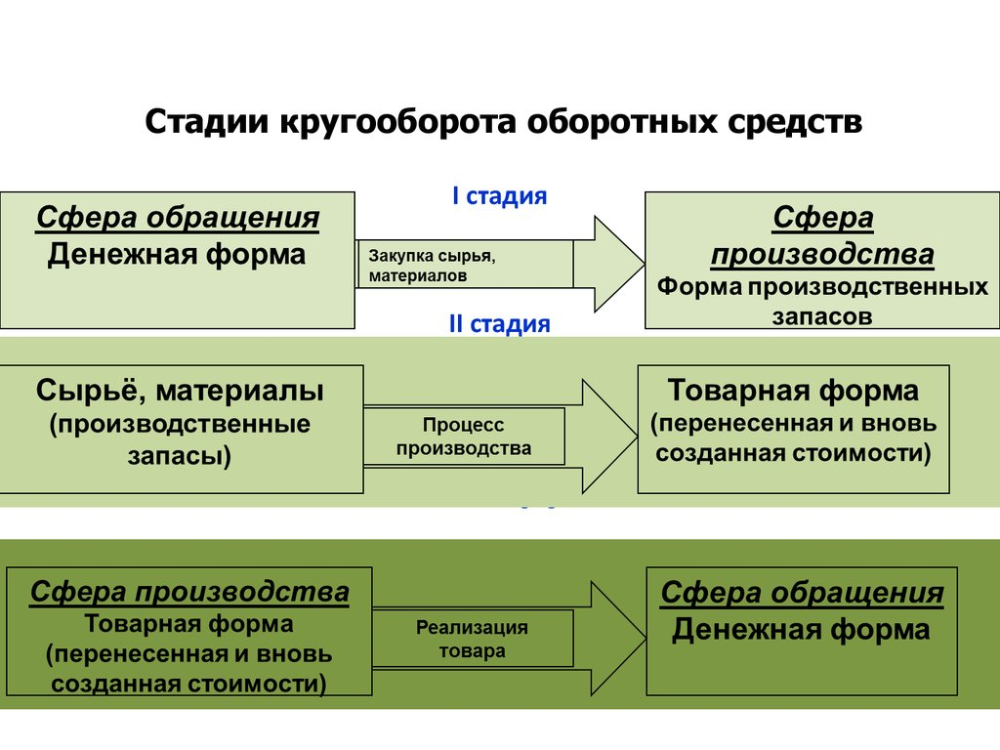 Стадии кругооборота оборотных средств
I стадия
Сфера обращения
Денежная форма
Закупка сырья,
материалов
Сфера
производства
Форма производственных
запасов
II стадия
Сырьё, материалы
(производственные
запасы)
Процесс
производства
Товарная форма
(перенесенная и вновь
созданная стоимости)
Сфера производства
Товарная форма
(перенесенная и вновь
созданная стоимости)
Реализация
товара
Сфера обращения
Денежная форма